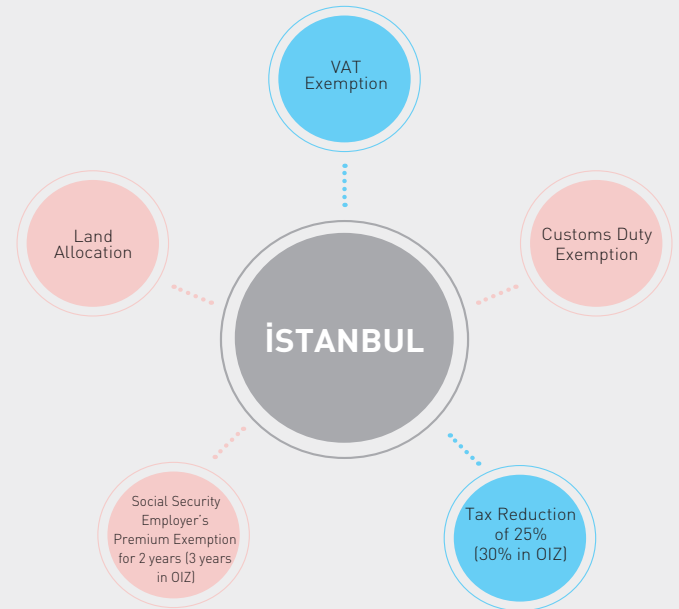 VAT
Exemption
Land
Allocation
Customs Duty
Exemption
İSTANBUL
Social Security
Employer's
Premium Exemption
for 2 years (3 years
in OIZ)
Tax Reduction
of 25%
(30% in OIZ)